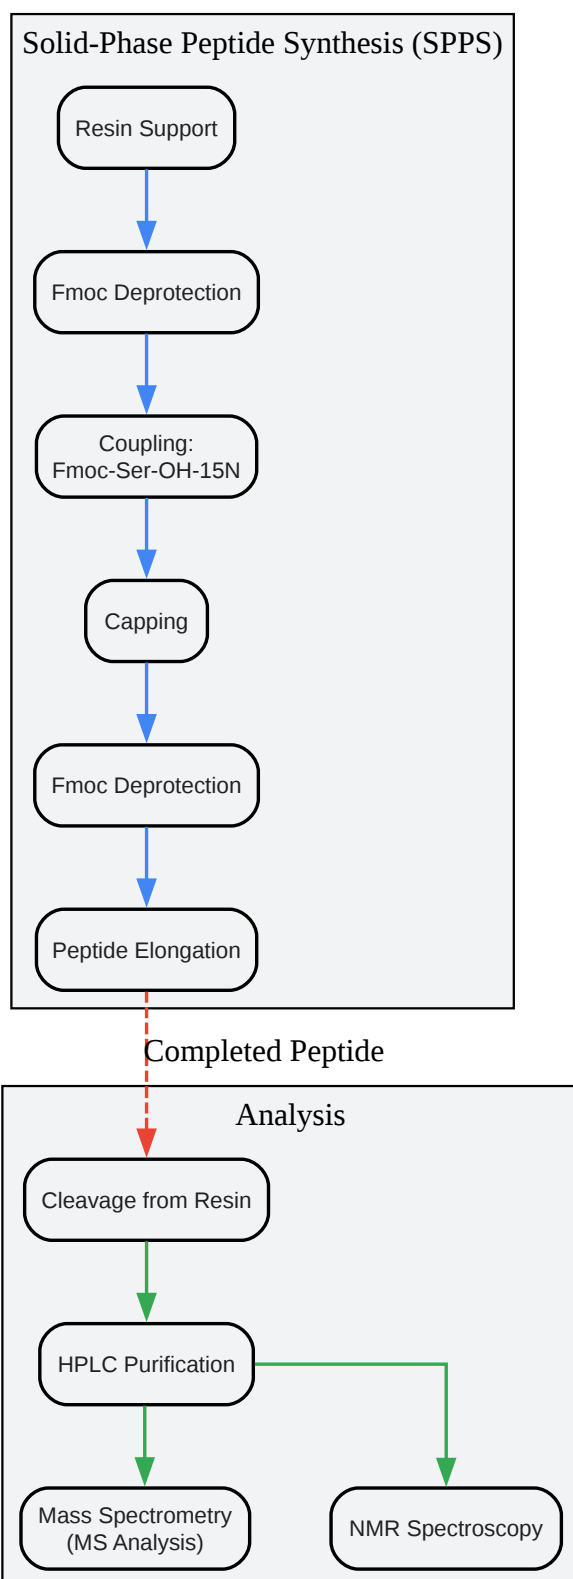 Solid-Phase Peptide Synthesis (SPPS)
Resin Support
Fmoc Deprotection
Coupling:
Fmoc-Ser-OH-15N
Capping
Fmoc Deprotection
Peptide Elongation
Completed Peptide
Analysis
Cleavage from Resin
HPLC Purification
Mass Spectrometry
(MS Analysis)
NMR Spectroscopy